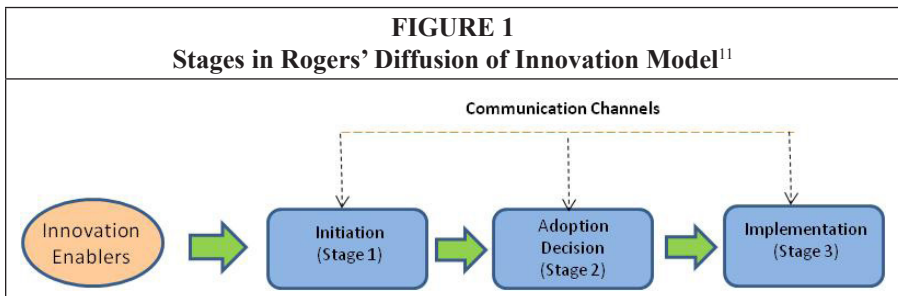 FIGURE 1
Stages in Rogers’ Diffusion of Innovation Model¹¹
Communication Channels
Innovation
Enablers
Initiation
(Stage 1)
Adoption
Decision
(Stage 2)
Implementation
(Stage 3)